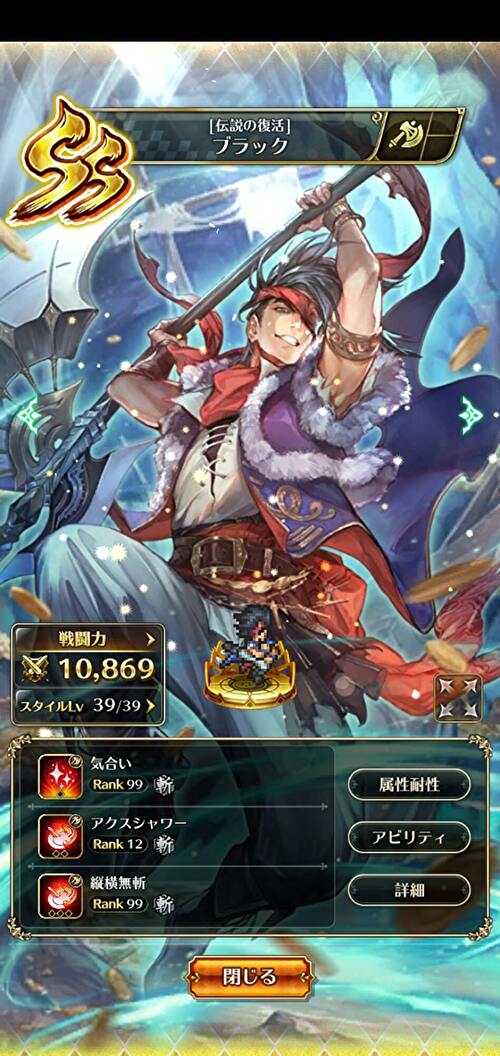 SS
[伝説の復活]
ブラック
戦闘力
10,869
スタイルLv 39/39
気合い
Rank 99 斬
アクスシャワー
Rank 12 斬
縦横無斬
Rank 99 斬
属性耐性
アビリティ
詳細
閉じる